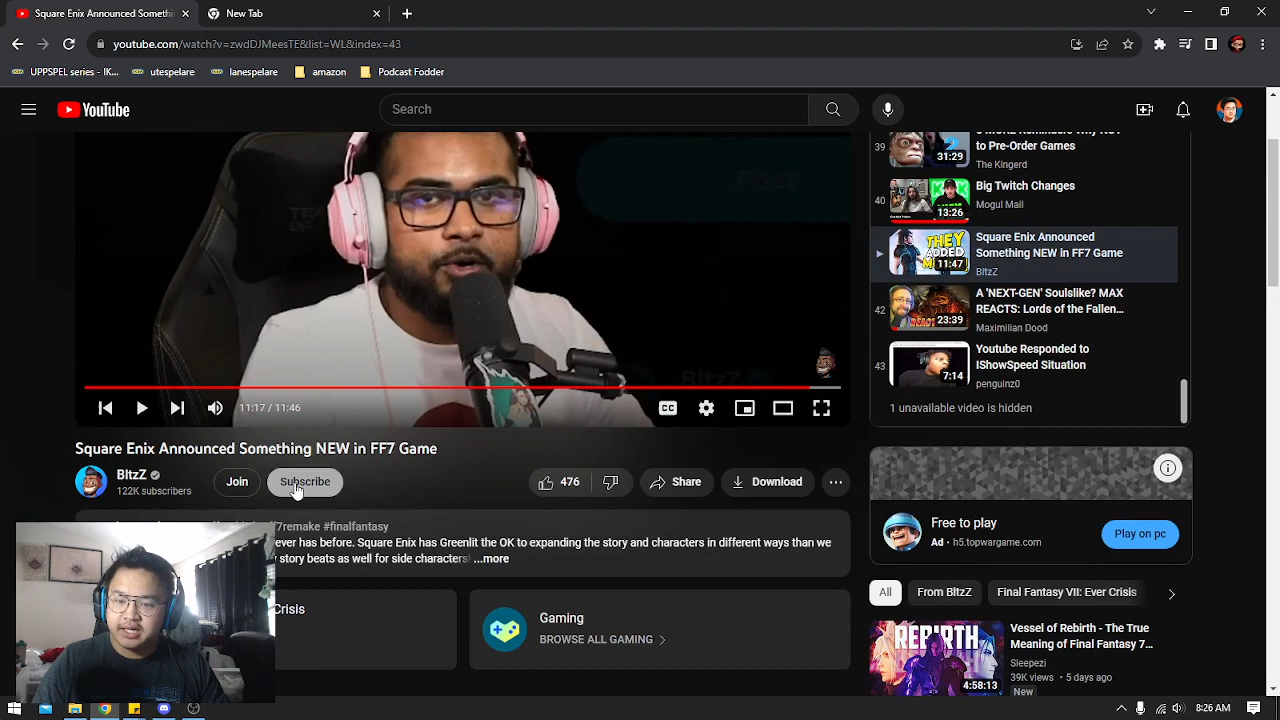 Square Enix Announced Somethi
New Tab
youtube.com/watch?v=zwdDJMeesTE&list=WL&index=43
UPPSPEL series - IK...
utespelare
lanespelare
amazon
Podcast Fodder
YouTube
Search
39
to Pre-Order Games
31:29
The Kingerd
40
Big Twitch Changes
Mogul Mail
13:26
Square Enix Announced
Something NEW in FF7 Game
THEY
ADDED
11:47
BltzZ
42
A 'NEXT-GEN' Soulslike? MAX
REACTS: Lords of the Fallen...
23:39
Maximilian Dood
43
Youtube Responded to
IShowSpeed Situation
7:14
penguinz0
1 unavailable video is hidden
11:17 / 11:46
CC
Square Enix Announced Something NEW in FF7 Game
BltzZ
122K subscribers
Join
Subscribe
476
Share
Download
7remake #finalfantasy
ever has before. Square Enix has Greenlit the OK to expanding the story and characters in different ways than we
story beats as well for side characters! ...more
Crisis
Gaming
BROWSE ALL GAMING
Free to play
Ad · h5.topwargame.com
Play on pc
All
From BltzZ
Final Fantasy VII: Ever Crisis
REBIRTH
4:58:13
Vessel of Rebirth - The True
Meaning of Final Fantasy 7...
Sleepezi
39K views · 5 days ago
New
8:26 AM